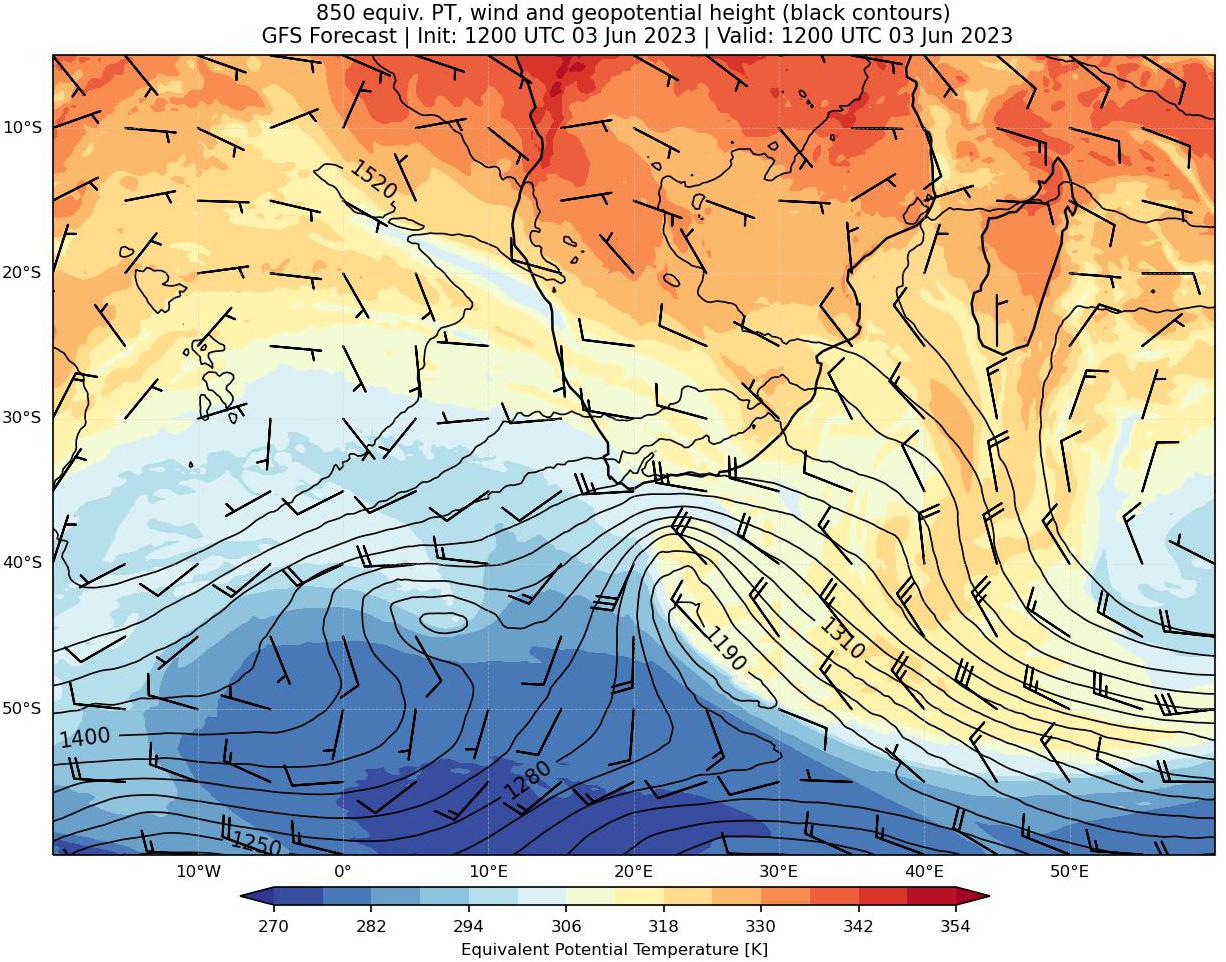 850 equiv. PT, wind and geopotential height (black contours)
GFS Forecast | Init: 1200 UTC 03 Jun 2023 | Valid: 1200 UTC 03 Jun 2023
10°S
1520
20°S
30°S
40°S
1190
1310
50°S
1400
1280
1250
10°W 0° 10°E 20°E 30°E 40°E 50°E
270 282 294 306 318 330 342 354
Equivalent Potential Temperature [K]